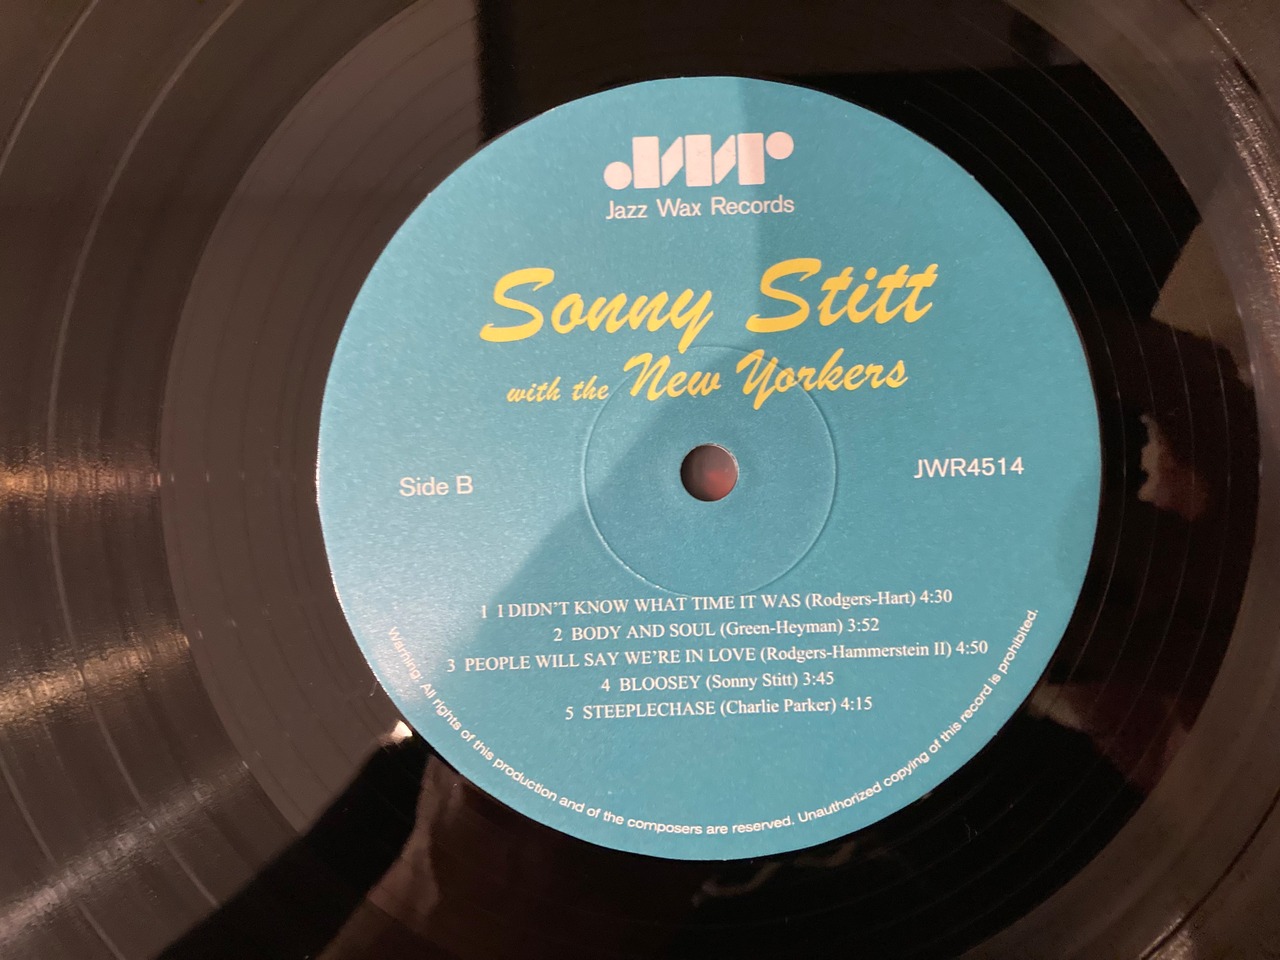 JWR
Jazz Wax Records
Sonny Stitt
with the New Yorkers
Side B
JWR4514
1 I DIDN'T KNOW WHAT TIME IT WAS (Rodgers-Hart) 4:30
2 BODY AND SOUL (Green-Heyman) 3:52
3 PEOPLE WILL SAY WE'RE IN LOVE (Rodgers-Hammerstein II) 4:50
4 BLOOSEY (Sonny Stitt) 3:45
5 STEEPLECHASE (Charlie Parker) 4:15
Warning: All rights of this production and of the composers are reserved. Unauthorized copying of this record is prohibited.